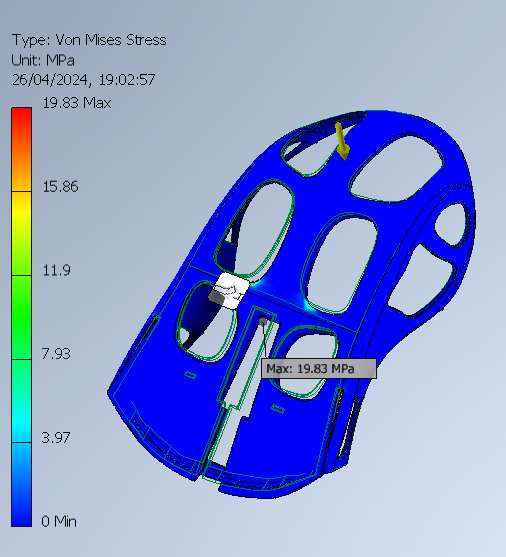 Type: Von Mises Stress
Unit: MPa
26/04/2024, 19:02:57
19.83 Max
15.86
11.9
7.93
3.97
0 Min
Max: 19.83 MPa